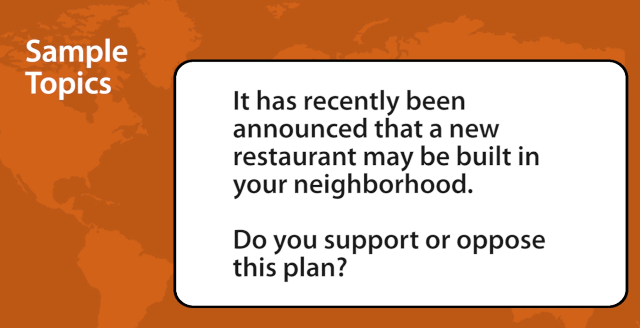 Sample
Topics
It has recently been
announced that a new
restaurant may be built in
your neighborhood.
Do you support or oppose
this plan?